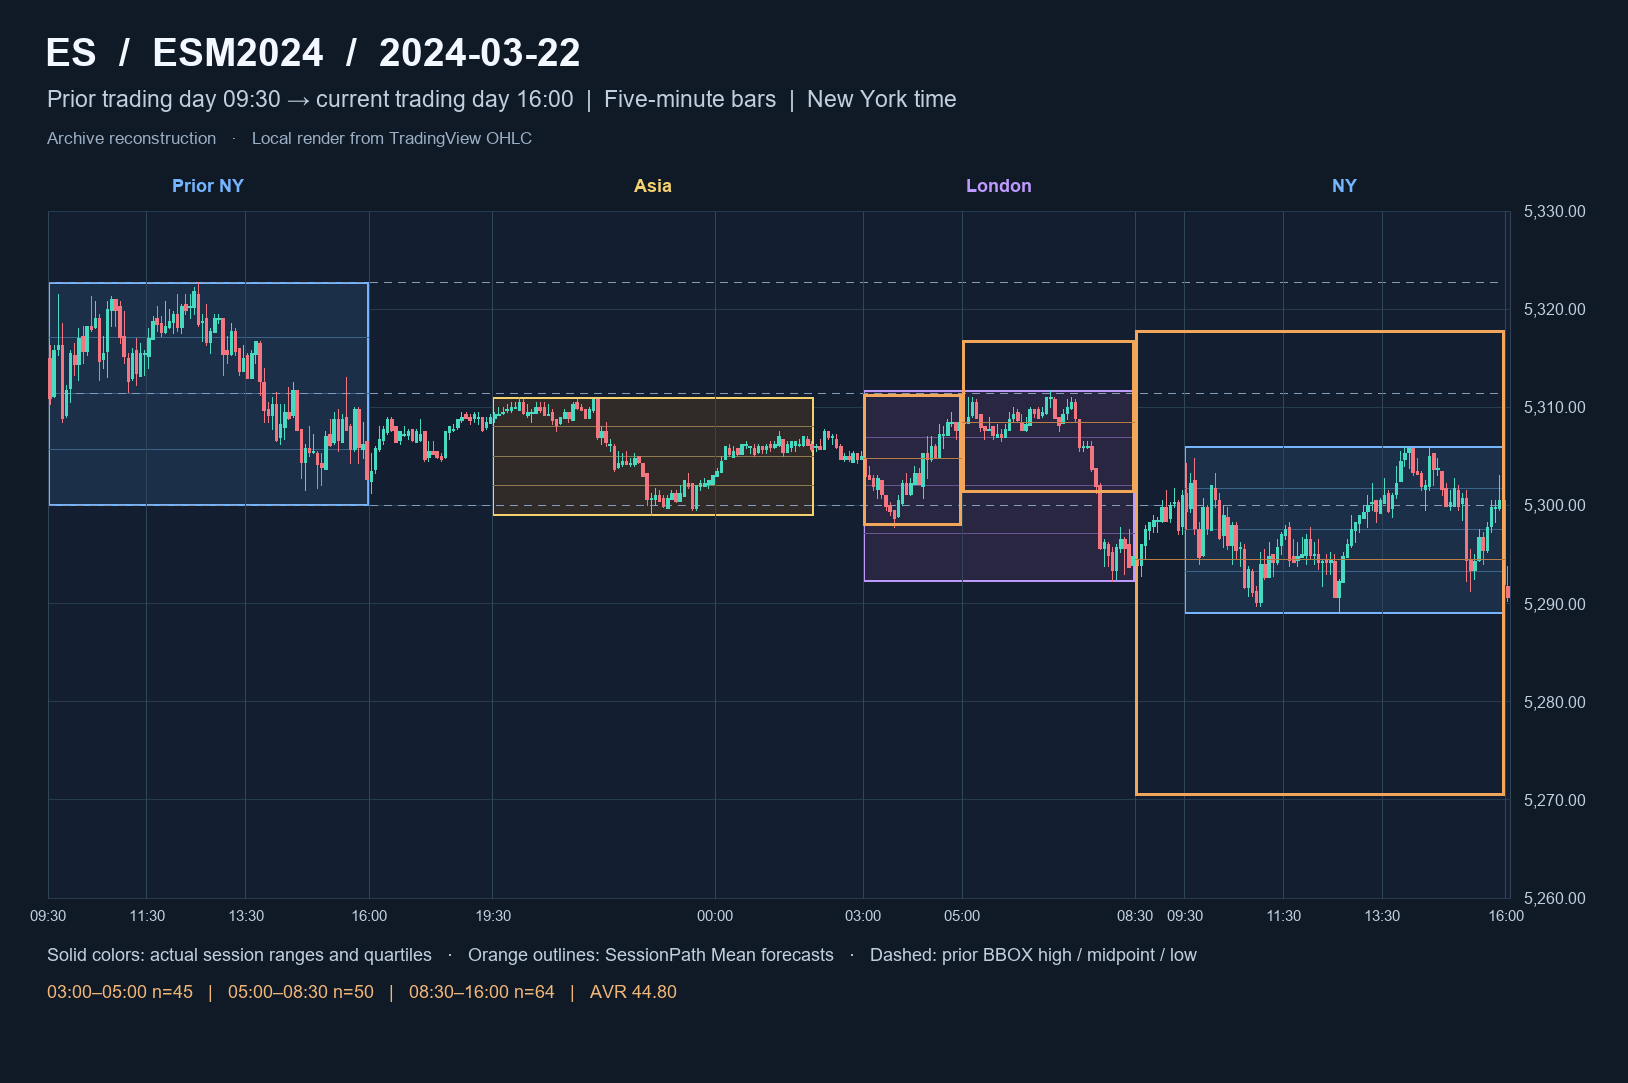 ES / ESM2024 / 2024-03-22
Prior trading day 09:30 → current trading day 16:00 | Five-minute bars | New York time
Archive reconstruction · Local render from TradingView OHLC
Prior NY Asia London NY
5,330.00
5,320.00
5,310.00
5,300.00
5,290.00
5,280.00
5,270.00
5,260.00
09:30 11:30 13:30 16:00 19:30 00:00 03:00 05:00 08:30 09:30 11:30 13:30 16:00
Solid colors: actual session ranges and quartiles · Orange outlines: SessionPath Mean forecasts · Dashed: prior BBOX high / midpoint / low
03:00–05:00 n=45 | 05:00–08:30 n=50 | 08:30–16:00 n=64 | AVR 44.80